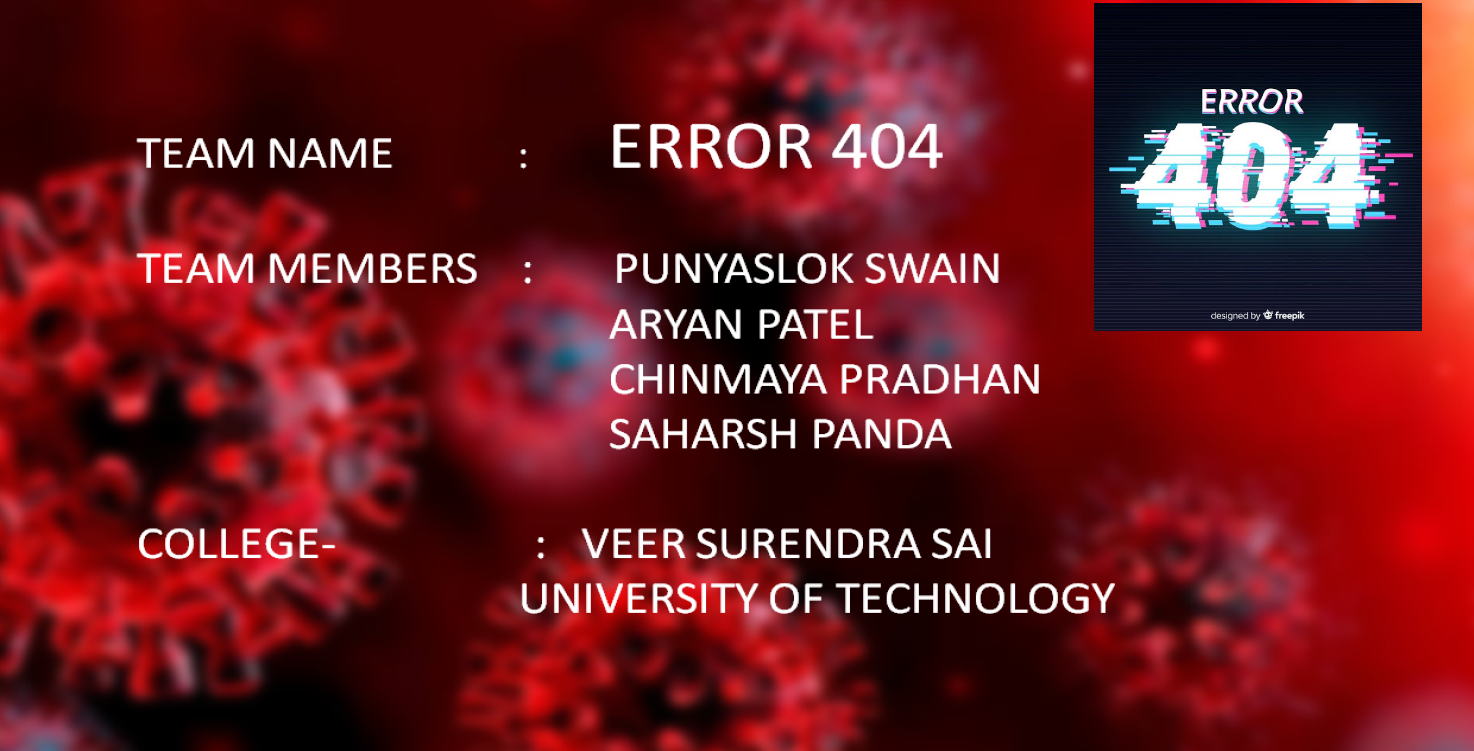 TEAM NAME : ERROR 404
TEAM MEMBERS : PUNYASLOK SWAIN
ARYAN PATEL
CHINMAYA PRADHAN
SAHARSH PANDA
COLLEGE- : VEER SURENDRA SAI
UNIVERSITY OF TECHNOLOGY
ERROR
404
designed by freepik